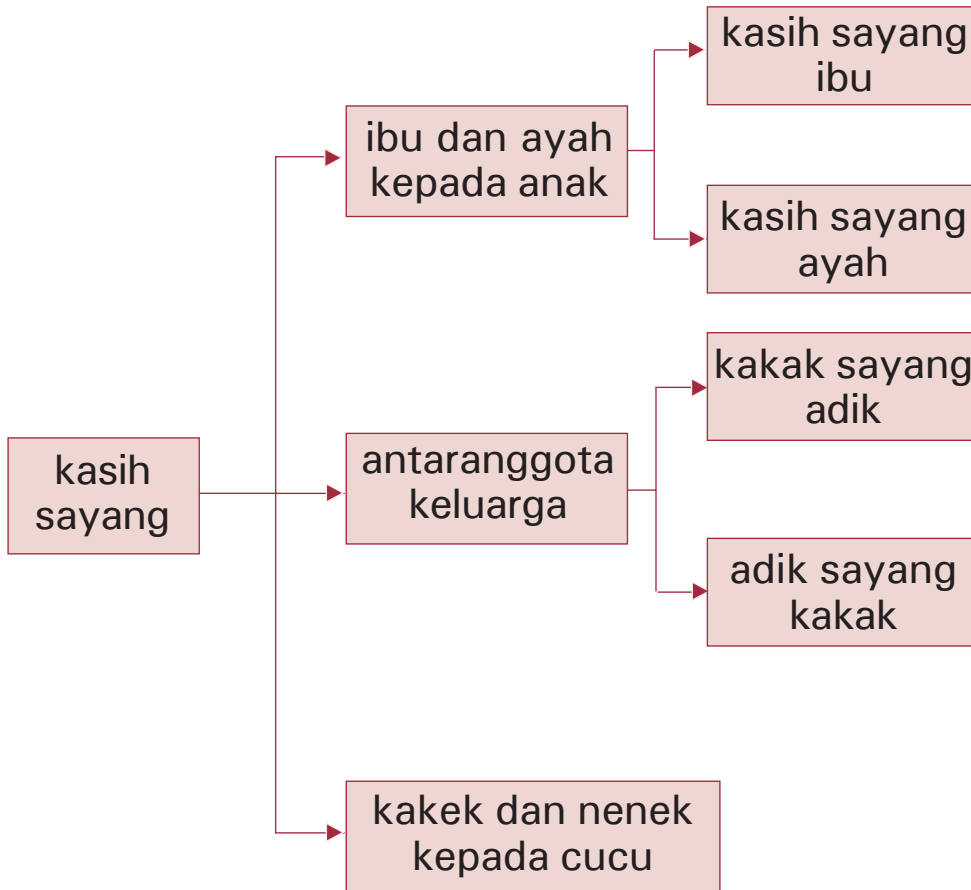 kasih sayang
ibu
ibu dan ayah
kepada anak
kasih sayang
ayah
kakak sayang
adik
kasih
sayang
antaranggota
keluarga
adik sayang
kakak
kakek dan nenek
kepada cucu